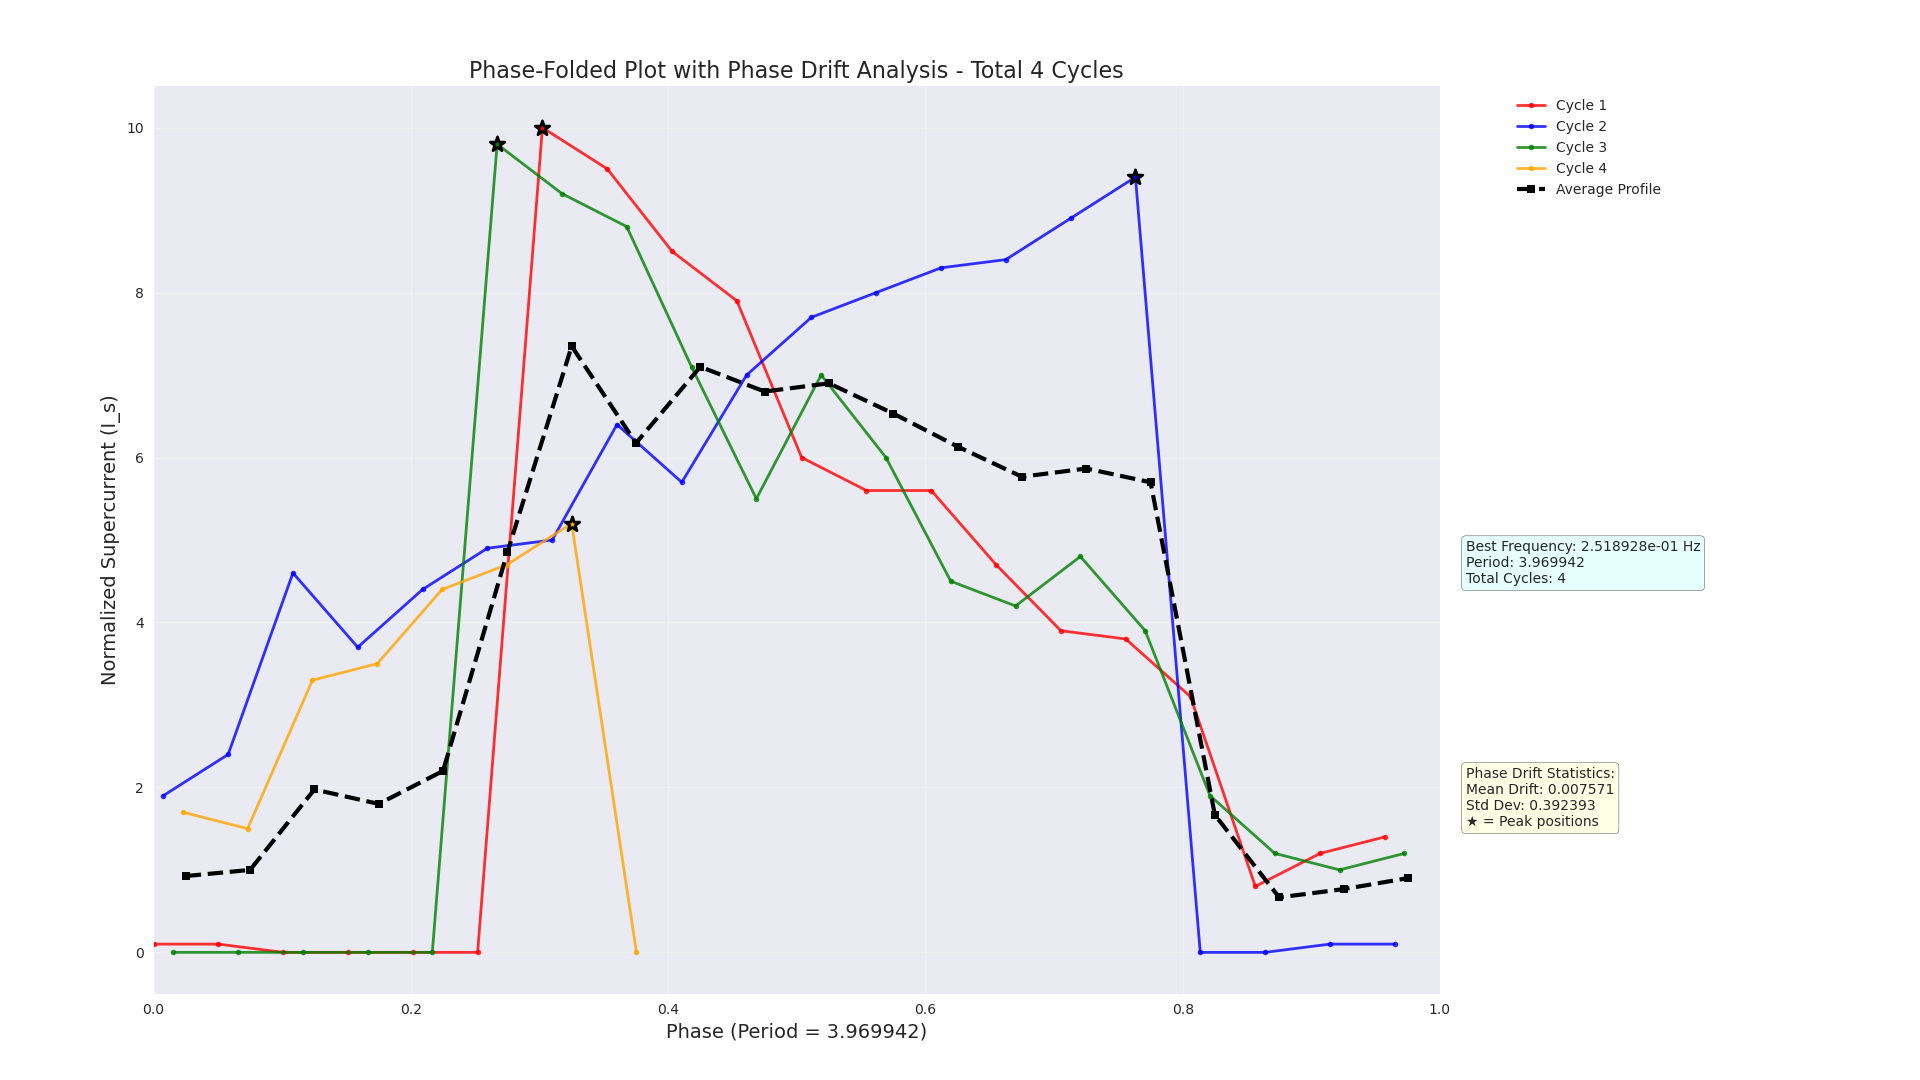 Phase-Folded Plot with Phase Drift Analysis - Total 4 Cycles
Cycle 1
Cycle 2
Cycle 3
Cycle 4
Average Profile
Normalized Supercurrent (I_s)
10
8
6
4
2
0
0.0
0.2
0.4
0.6
0.8
1.0
Phase (Period = 3.969942)
Best Frequency: 2.518928e-01 Hz
Period: 3.969942
Total Cycles: 4
Phase Drift Statistics:
Mean Drift: 0.007571
Std Dev: 0.392393
★ = Peak positions